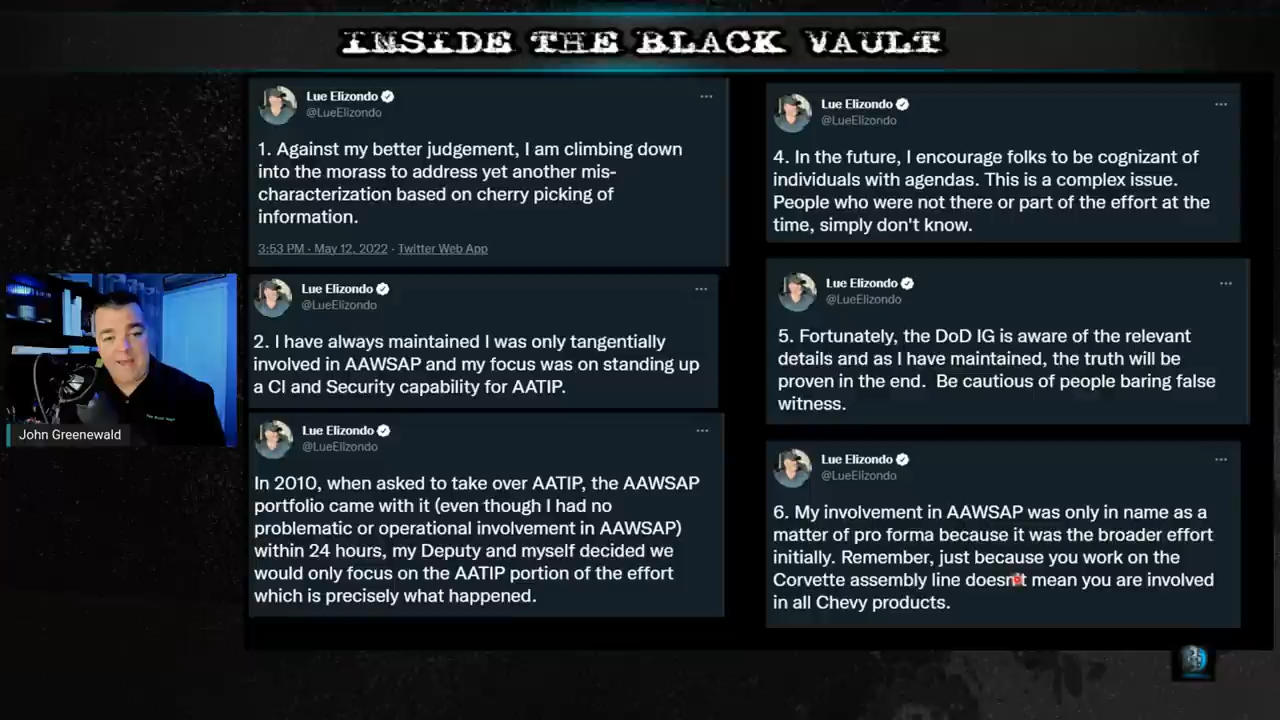 INSIDE THE BLACK VAULT
Lue Elizondo
@LueElizondo
1. Against my better judgement, I am climbing down
into the morass to address yet another mis-
characterization based on cherry picking of
information.
3:53 PM · May 12, 2022 · Twitter Web App
Lue Elizondo
@LueElizondo
2. I have always maintained I was only tangentially
involved in AAWSAP and my focus was on standing up
a CI and Security capability for AATIP.
Lue Elizondo
@LueElizondo
In 2010, when asked to take over AATIP, the AAWSAP
portfolio came with it (even though I had no
problematic or operational involvement in AAWSAP)
within 24 hours, my Deputy and myself decided we
would only focus on the AATIP portion of the effort
which is precisely what happened.
Lue Elizondo
@LueElizondo
4. In the future, I encourage folks to be cognizant of
individuals with agendas. This is a complex issue.
People who were not there or part of the effort at the
time, simply don't know.
Lue Elizondo
@LueElizondo
5. Fortunately, the DoD IG is aware of the relevant
details and as I have maintained, the truth will be
proven in the end. Be cautious of people baring false
witness.
Lue Elizondo
@LueElizondo
6. My involvement in AAWSAP was only in name as a
matter of pro forma because it was the broader effort
initially. Remember, just because you work on the
Corvette assembly line doesn't mean you are involved
in all Chevy products.
John Greenewald